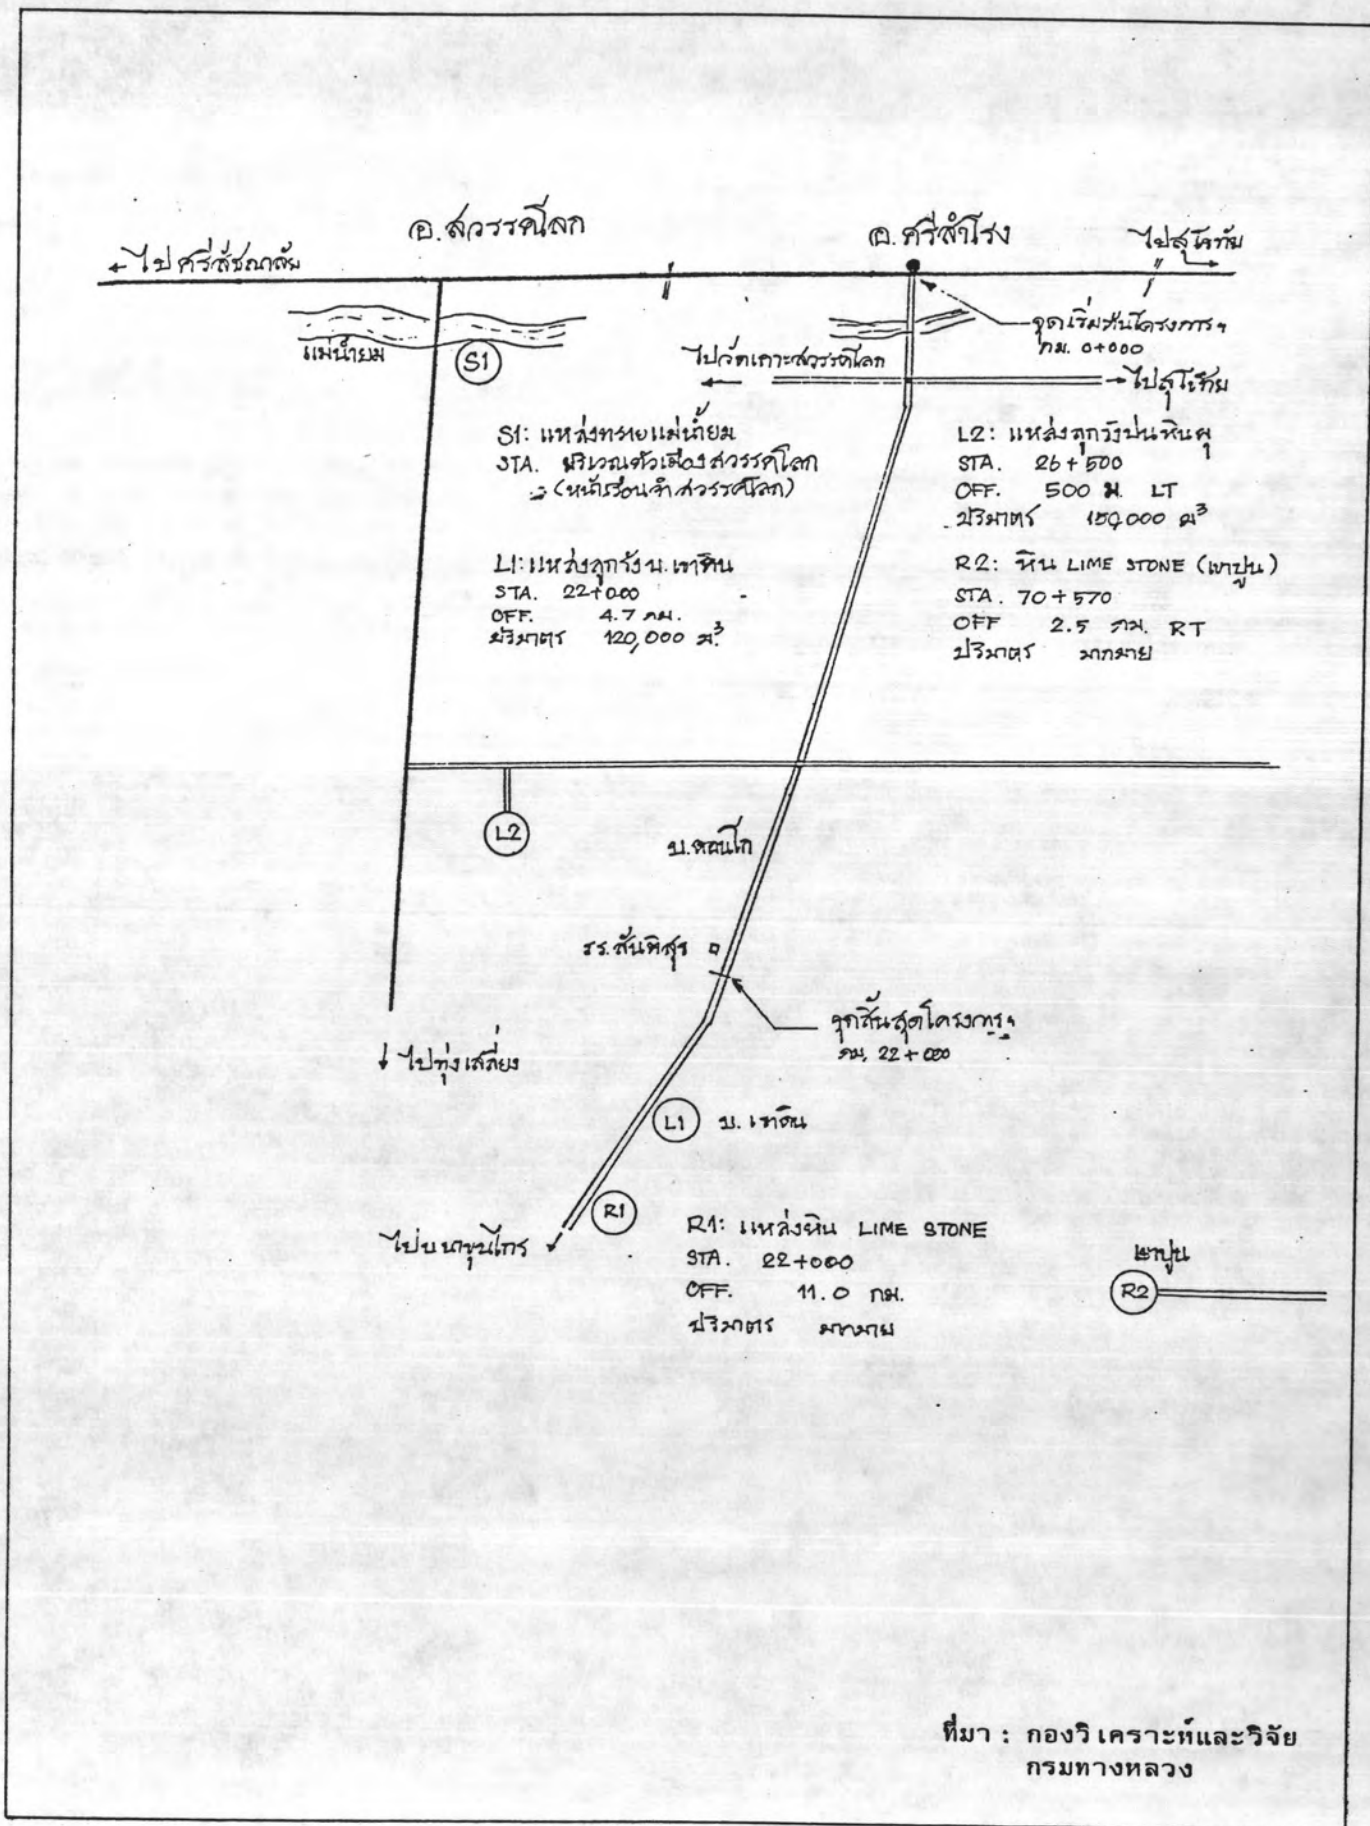 อ.สวรรคโลก
อ.ศรีสำโรง
ไปสุโขทัย
← ไปศรีสัชนาลัย
จุดเริ่มต้นโครงการฯ
กม. 0+000
แม่น้ำยม
S1
ไปวัดเกาะสวรรคโลก
ไปสุโขทัย
S1: แหล่งทรายแม่น้ำยม
STA. บริเวณตัวเมืองสวรรคโลก
(หน้าเรือนจำสวรรคโลก)
L2: แหล่งลูกรังปนหินผุ
STA. 26+500
OFF. 500 ม. LT
ปริมาตร 150,000 ม³
L1: แหล่งลูกรัง บ.เขาดิน
STA. 22+000
OFF. 4.7 กม.
ปริมาตร 120,000 ม³
R2: หิน LIME STONE (เขาปูน)
STA. 70+570
OFF 2.5 กม. RT
ปริมาตร มากมาย
L2
บ.ดอนโก
รร.สันติสุข
จุดสิ้นสุดโครงการฯ
กม. 22+000
ไปทุ่งเสลี่ยม
L1 บ.เขาดิน
R1
ไปบ นาขุนไกร
R1: แหล่งหิน LIME STONE
STA. 22+000
OFF. 11.0 กม.
ปริมาตร มากมาย
เขาปูน
R2
ที่มา : กองวิเคราะห์และวิจัย
กรมทางหลวง